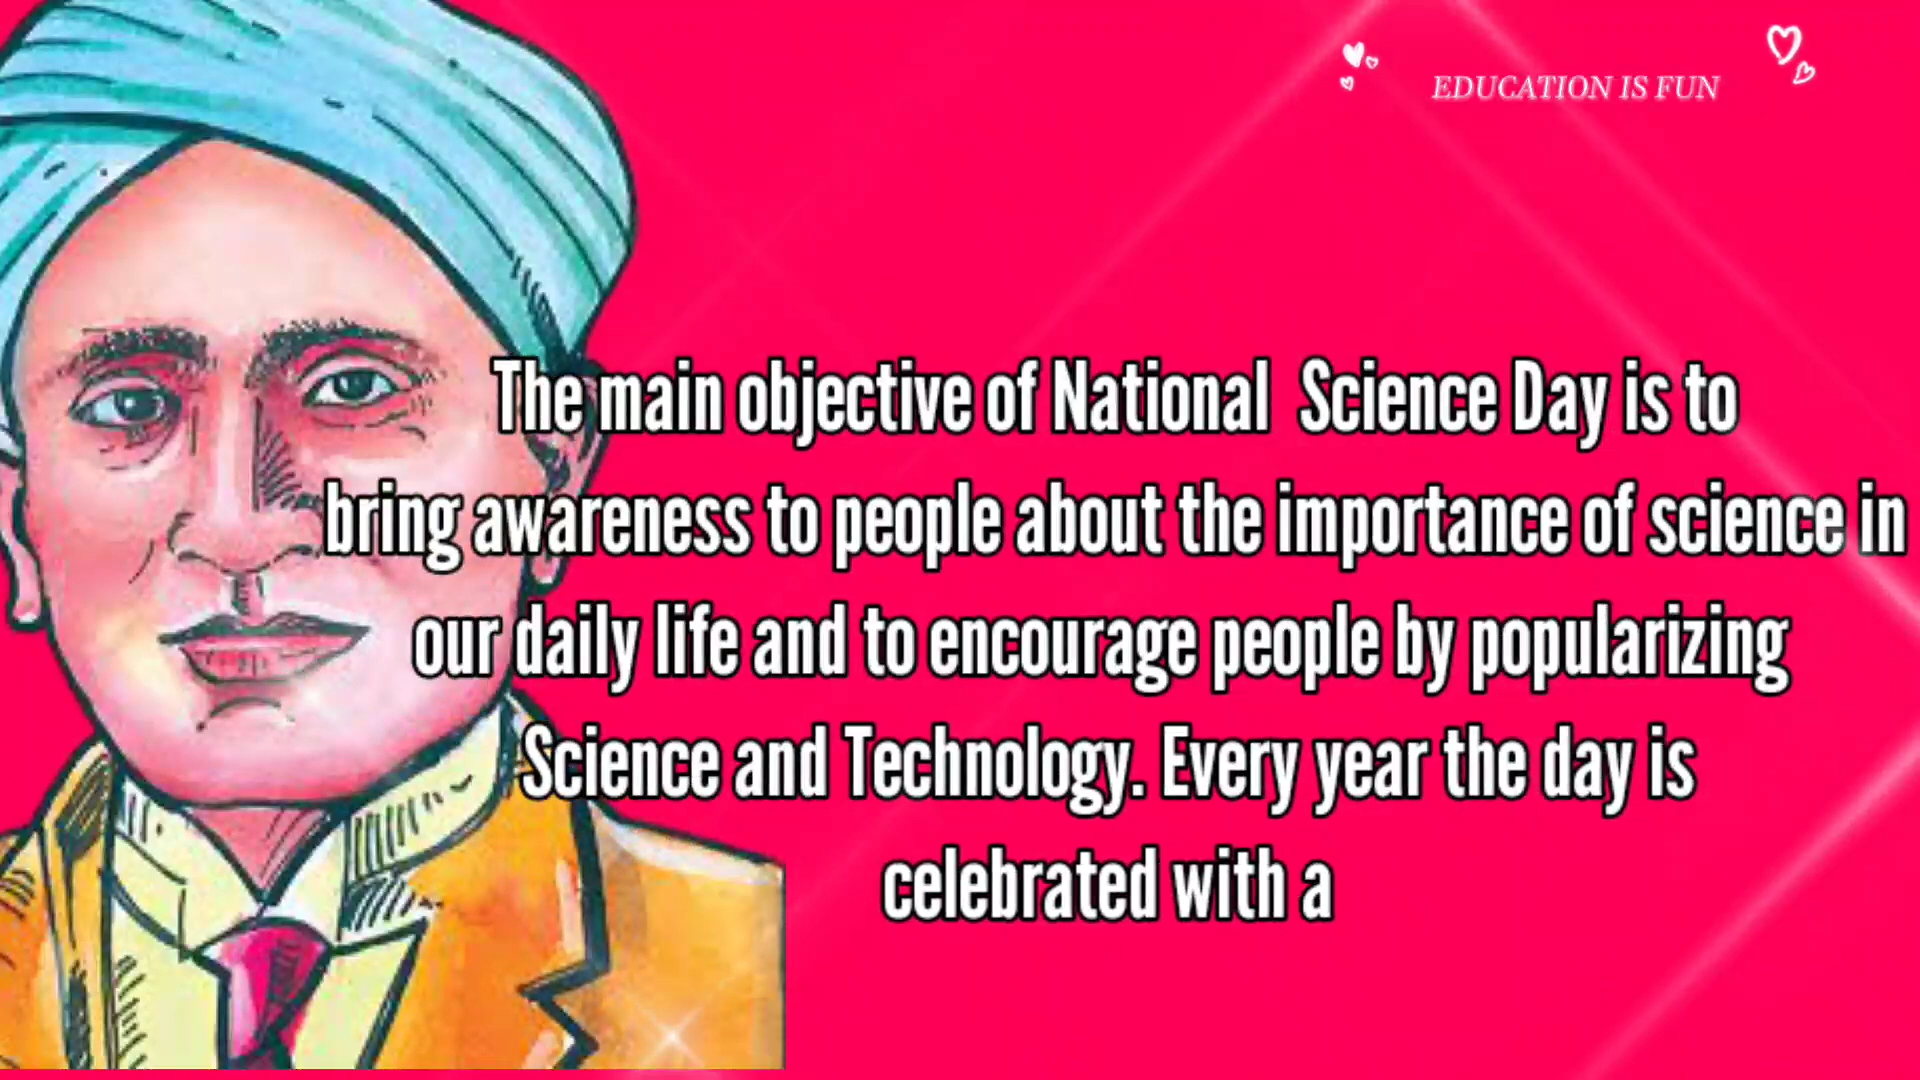 EDUCATION IS FUN
The main objective of National  Science Day is to
bring awareness to people about the importance of science in
our daily life and to encourage people by popularizing
Science and Technology. Every year the day is
celebrated with a